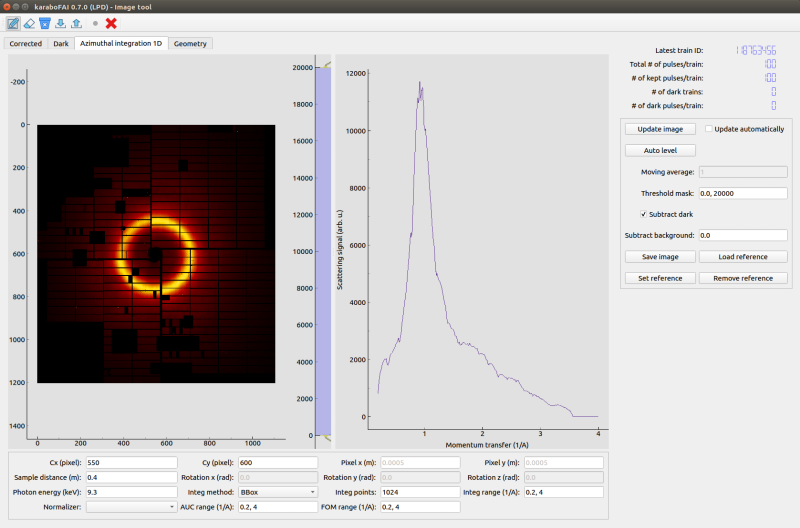 karaboFAI 0.7.0 (LPD) - Image tool
Corrected Dark Azimuthal integration 1D Geometry
Latest train ID: 118763456
Total # of pulses/train: 100
# of kept pulses/train: 100
# of dark trains: 0
# of dark pulses/train: 0
Update image Update automatically
Auto level
Moving average: 1
Threshold mask: 0.0, 20000
Subtract dark
Subtract background: 0.0
Save image Load reference
Set reference Remove reference
-200
0
200
400
600
800
1000
1200
1400
0 200 400 600 800 1000
20000
18000
16000
14000
12000
10000
8000
6000
4000
2000
0
Scattering signal (arb. u.)
12000
10000
8000
6000
4000
2000
0
1 2 3 4
Momentum transfer (1/A)
Cx (pixel): 550 Cy (pixel): 600 Pixel x (m): 0.0005 Pixel y (m): 0.0005
Sample distance (m): 0.4 Rotation x (rad): 0.0 Rotation y (rad): 0.0 Rotation z (rad): 0.0
Photon energy (keV): 9.3 Integ method: BBox Integ points: 1024 Integ range (1/A): 0.2, 4
Normalizer: AUC range (1/A): 0.2, 4 FOM range (1/A): 0.2, 4